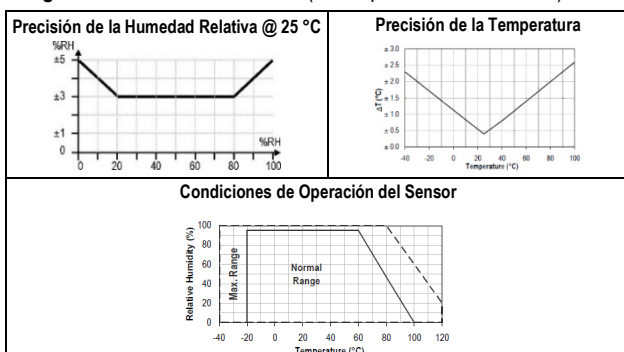 Precisión de la Humedad Relativa @ 25 °C
%RH
±5
±3
±1
0
%RH
0 20 40 60 80 100
Precisión de la Temperatura
ΔT (°C)
± 3.0
± 2.5
± 2.0
± 1.5
± 1.0
± 0.5
± 0.0
-40 -20 0 20 40 60 80 100
Temperature (°C)
Condiciones de Operación del Sensor
Relative Humidity (%)
100
80
60
40
20
0
Max. Range
Normal
Range
-40 -20 0 20 40 60 80 100 120
Temperature (°C)